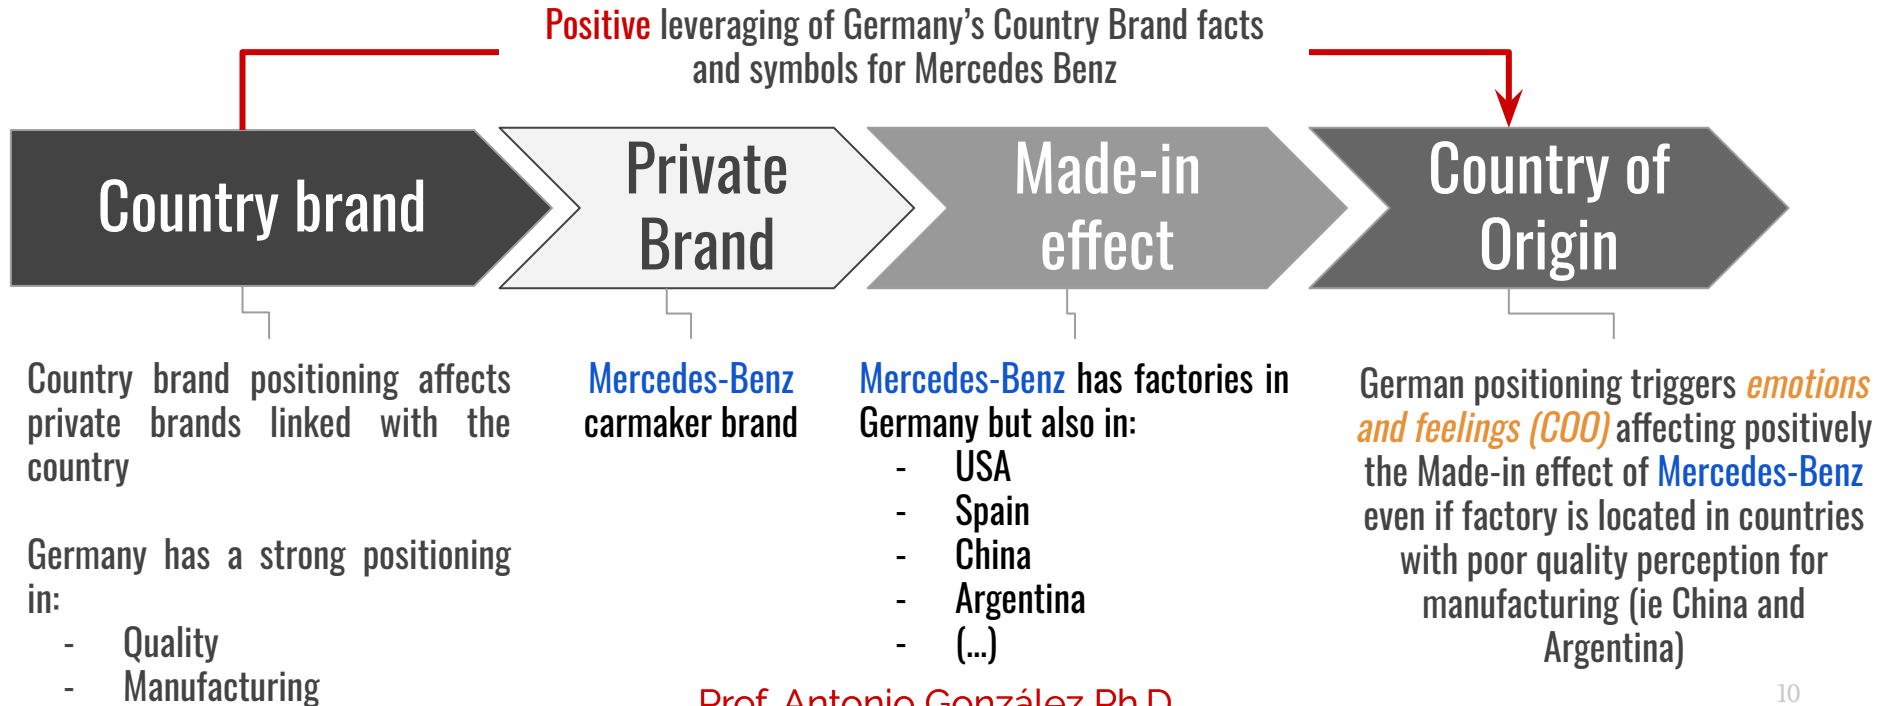 Positive leveraging of Germany's Country Brand facts
and symbols for Mercedes Benz
Country brand
Private
Brand
Made-in
effect
Country of
Origin
Country brand positioning affects
private brands linked with the
country
Germany has a strong positioning
in:
- Quality
- Manufacturing
Mercedes-Benz
carmaker brand
Mercedes-Benz has factories in
Germany but also in:
- USA
- Spain
- China
- Argentina
- (...)
German positioning triggers emotions
and feelings (COO) affecting positively
the Made-in effect of Mercedes-Benz
even if factory is located in countries
with poor quality perception for
manufacturing (ie China and
Argentina)
Prof. Antonio González Ph.D
10